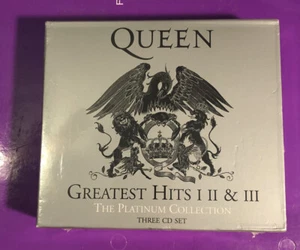 QUEEN
GREATEST HITS I II & III
THE PLATINUM COLLECTION
THREE CD SET